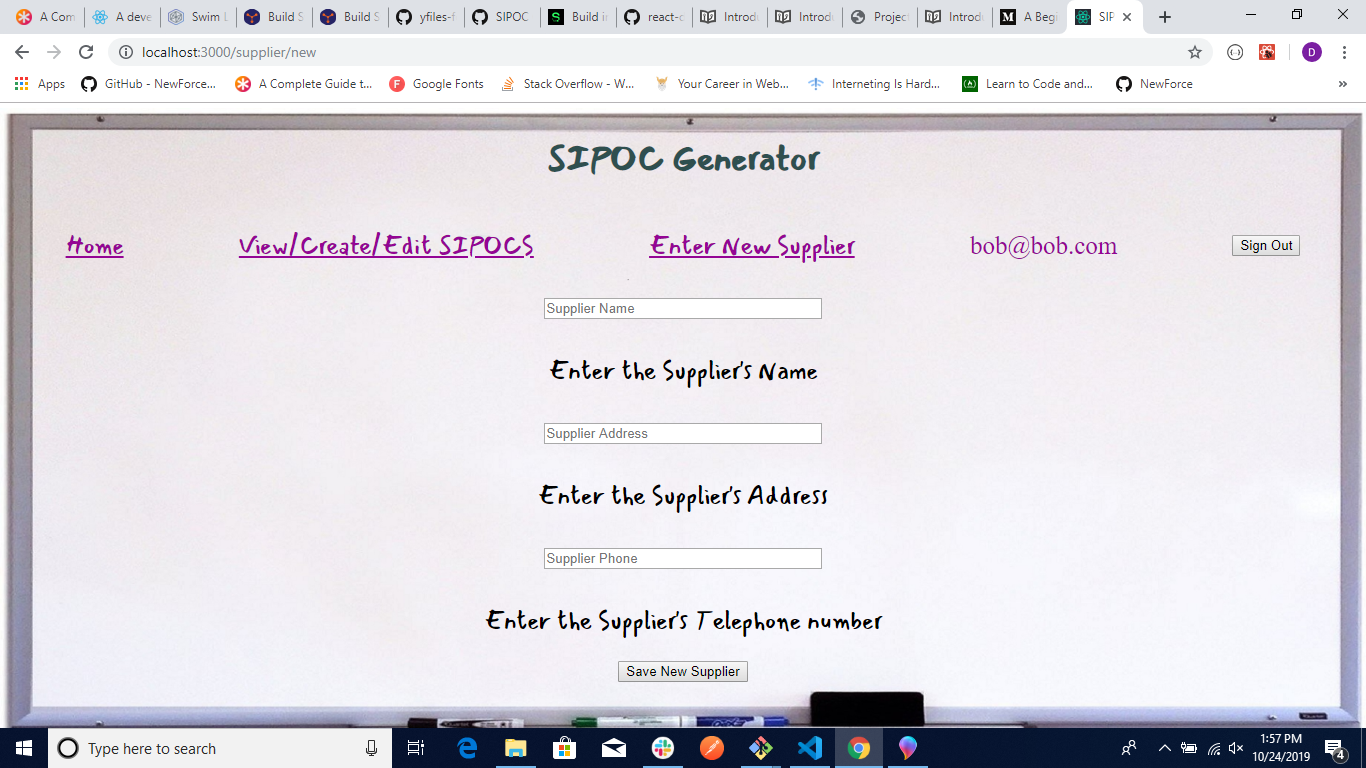 A Com
A deve
Swim L
Build S
Build S
yfiles-f
SIPOC
Build in
react-c
Introdu
Introdu
Project
Introdu
A Begi
SIP
localhost:3000/supplier/new
D
Apps
GitHub - NewForce...
A Complete Guide t...
Google Fonts
Stack Overflow - W...
Your Career in Web...
Interneting Is Hard...
Learn to Code and...
NewForce
SIPOC Generator
Home
View/Create/Edit SIPOCS
Enter New Supplier
bob@bob.com
Sign Out
Supplier Name
Enter the Supplier's Name
Supplier Address
Enter the Supplier's Address
Supplier Phone
Enter the Supplier's Telephone number
Save New Supplier
Type here to search
1:57 PM
10/24/2019
4